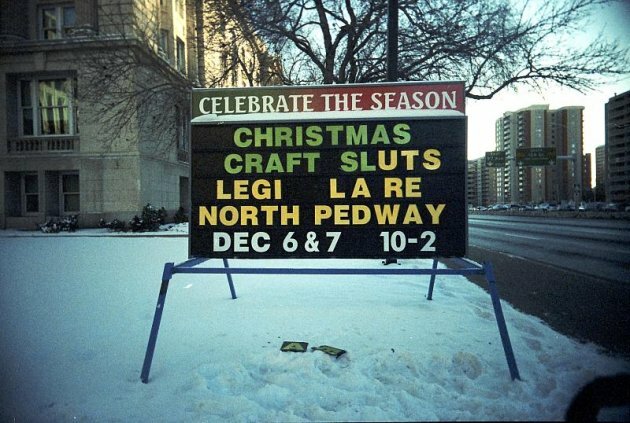 CELEBRATE THE SEASON
CHRISTMAS
CRAFT SLUTS
LEGI LA RE
NORTH PEDWAY
DEC 6 & 7 10-2